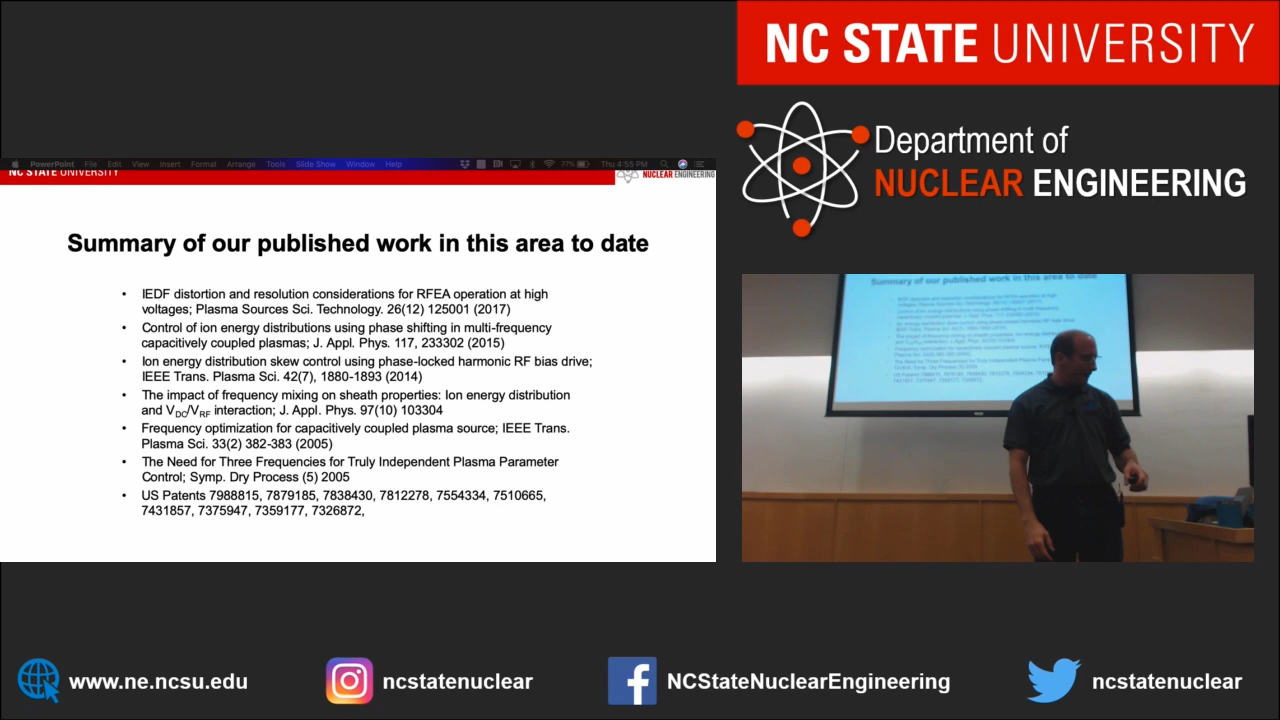 NC STATE UNIVERSITY
Department of
NUCLEAR ENGINEERING
PowerPoint File Edit View Insert Format Arrange Tools Slide Show Window Help 77% Thu 4:55 PM
NC STATE UNIVERSITY
NUCLEAR ENGINEERING
Summary of our published work in this area to date
• IEDF distortion and resolution considerations for RFEA operation at high
voltages; Plasma Sources Sci. Technology. 26(12) 125001 (2017)
• Control of ion energy distributions using phase shifting in multi-frequency
capacitively coupled plasmas; J. Appl. Phys. 117, 233302 (2015)
• Ion energy distribution skew control using phase-locked harmonic RF bias drive;
IEEE Trans. Plasma Sci. 42(7), 1880-1893 (2014)
• The impact of frequency mixing on sheath properties: Ion energy distribution
and VDC/VRF interaction; J. Appl. Phys. 97(10) 103304
• Frequency optimization for capacitively coupled plasma source; IEEE Trans.
Plasma Sci. 33(2) 382-383 (2005)
• The Need for Three Frequencies for Truly Independent Plasma Parameter
Control; Symp. Dry Process (5) 2005
• US Patents 7988815, 7879185, 7838430, 7812278, 7554334, 7510665,
7431857, 7375947, 7359177, 7326872,
Summary of our published work in this area to date
www.ne.ncsu.edu
ncstatenuclear
NCStateNuclearEngineering
ncstatenuclear